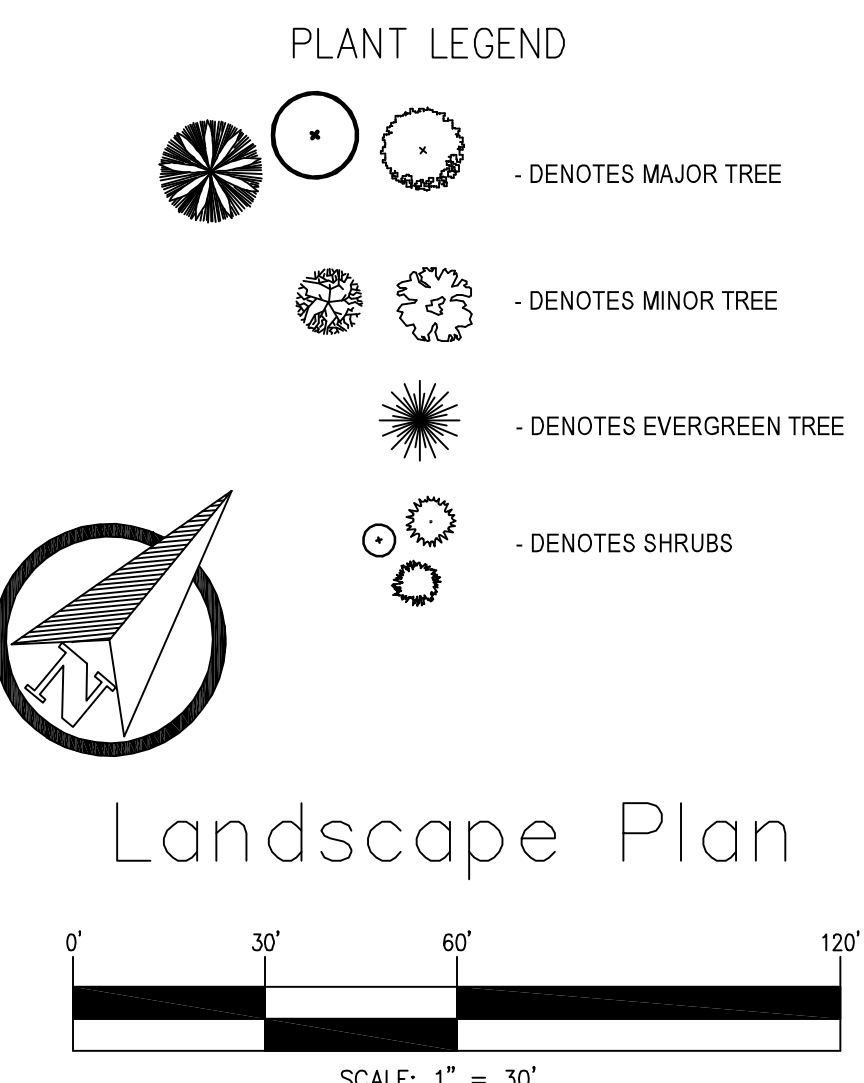 PLANT LEGEND
- DENOTES MAJOR TREE
- DENOTES MINOR TREE
- DENOTES EVERGREEN TREE
- DENOTES SHRUBS
N
Landscape Plan
0' 30' 60' 120'
SCALE: 1" = 30'